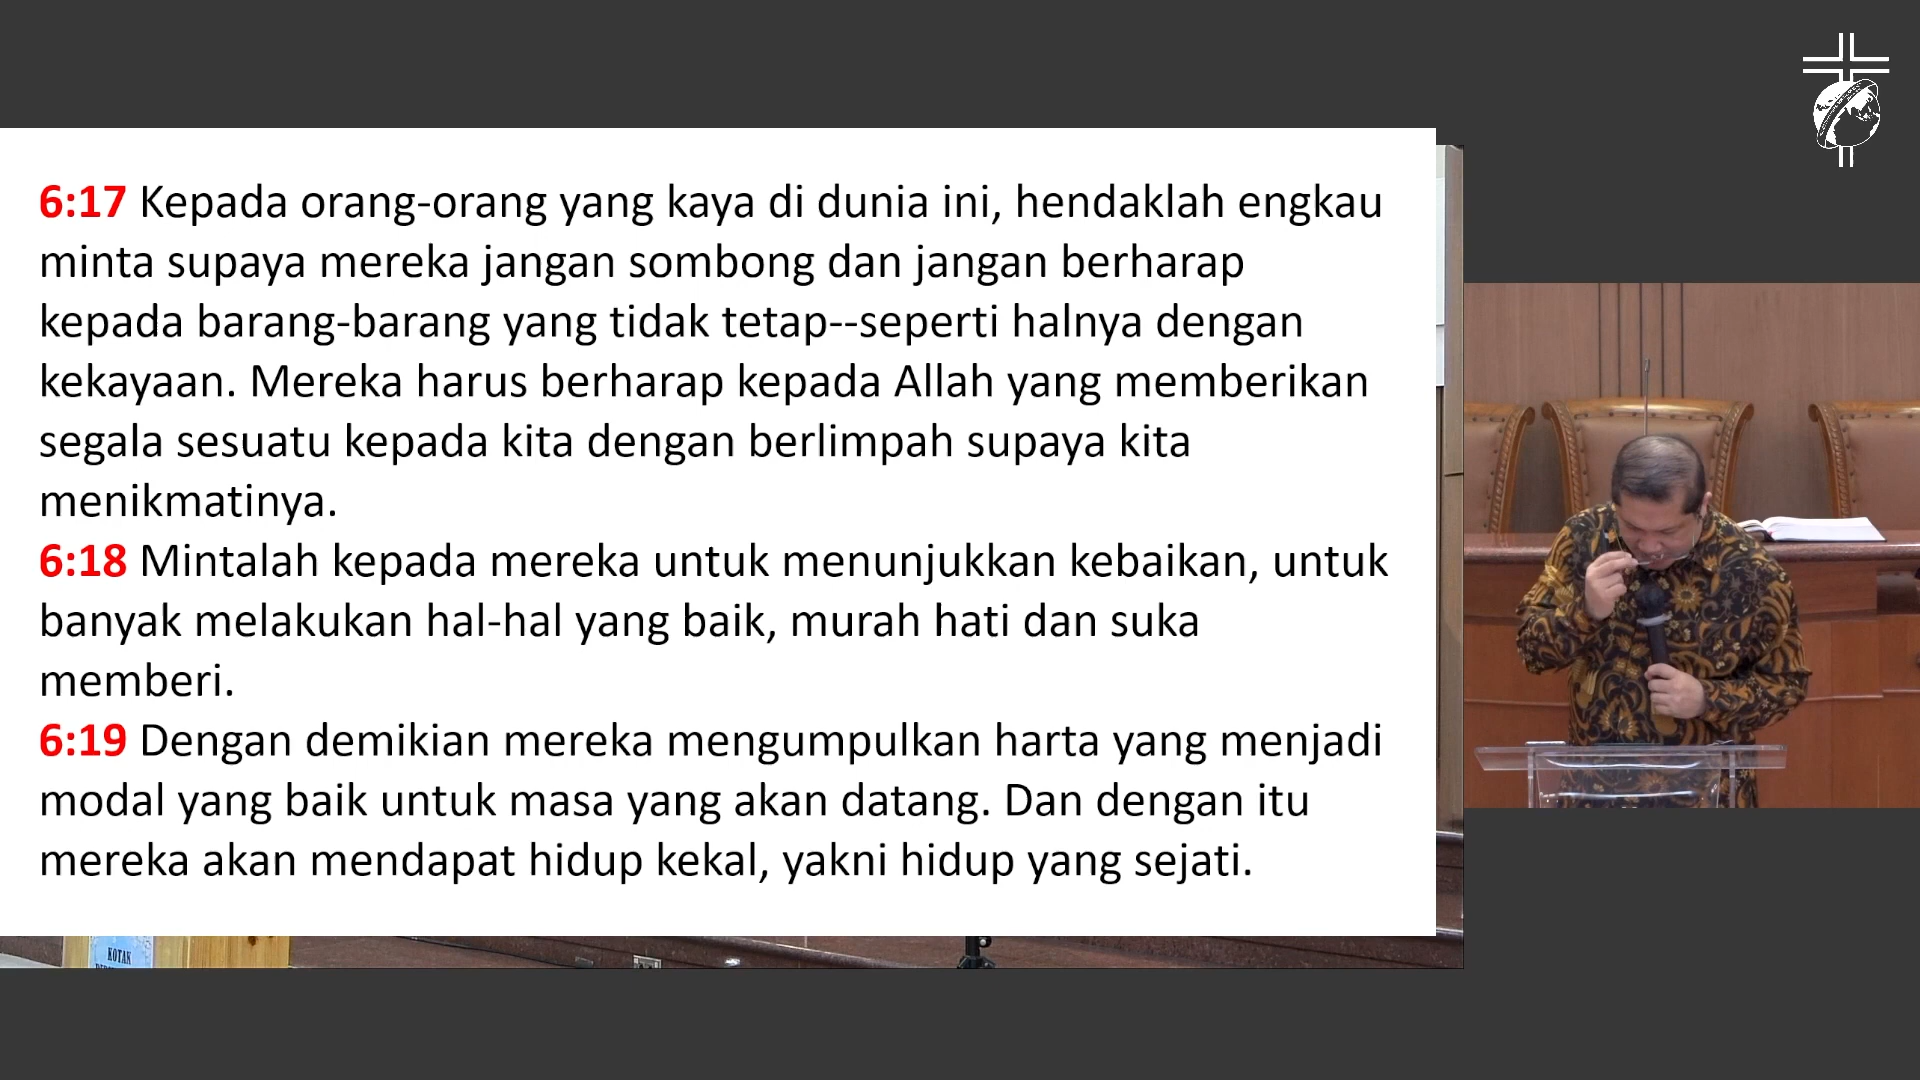 6:17 Kepada orang-orang yang kaya di dunia ini, hendaklah engkau
minta supaya mereka jangan sombong dan jangan berharap
kepada barang-barang yang tidak tetap--seperti halnya dengan
kekayaan. Mereka harus berharap kepada Allah yang memberikan
segala sesuatu kepada kita dengan berlimpah supaya kita
menikmatinya.
6:18 Mintalah kepada mereka untuk menunjukkan kebaikan, untuk
banyak melakukan hal-hal yang baik, murah hati dan suka
memberi.
6:19 Dengan demikian mereka mengumpulkan harta yang menjadi
modal yang baik untuk masa yang akan datang. Dan dengan itu
mereka akan mendapat hidup kekal, yakni hidup yang sejati.
KOTAK